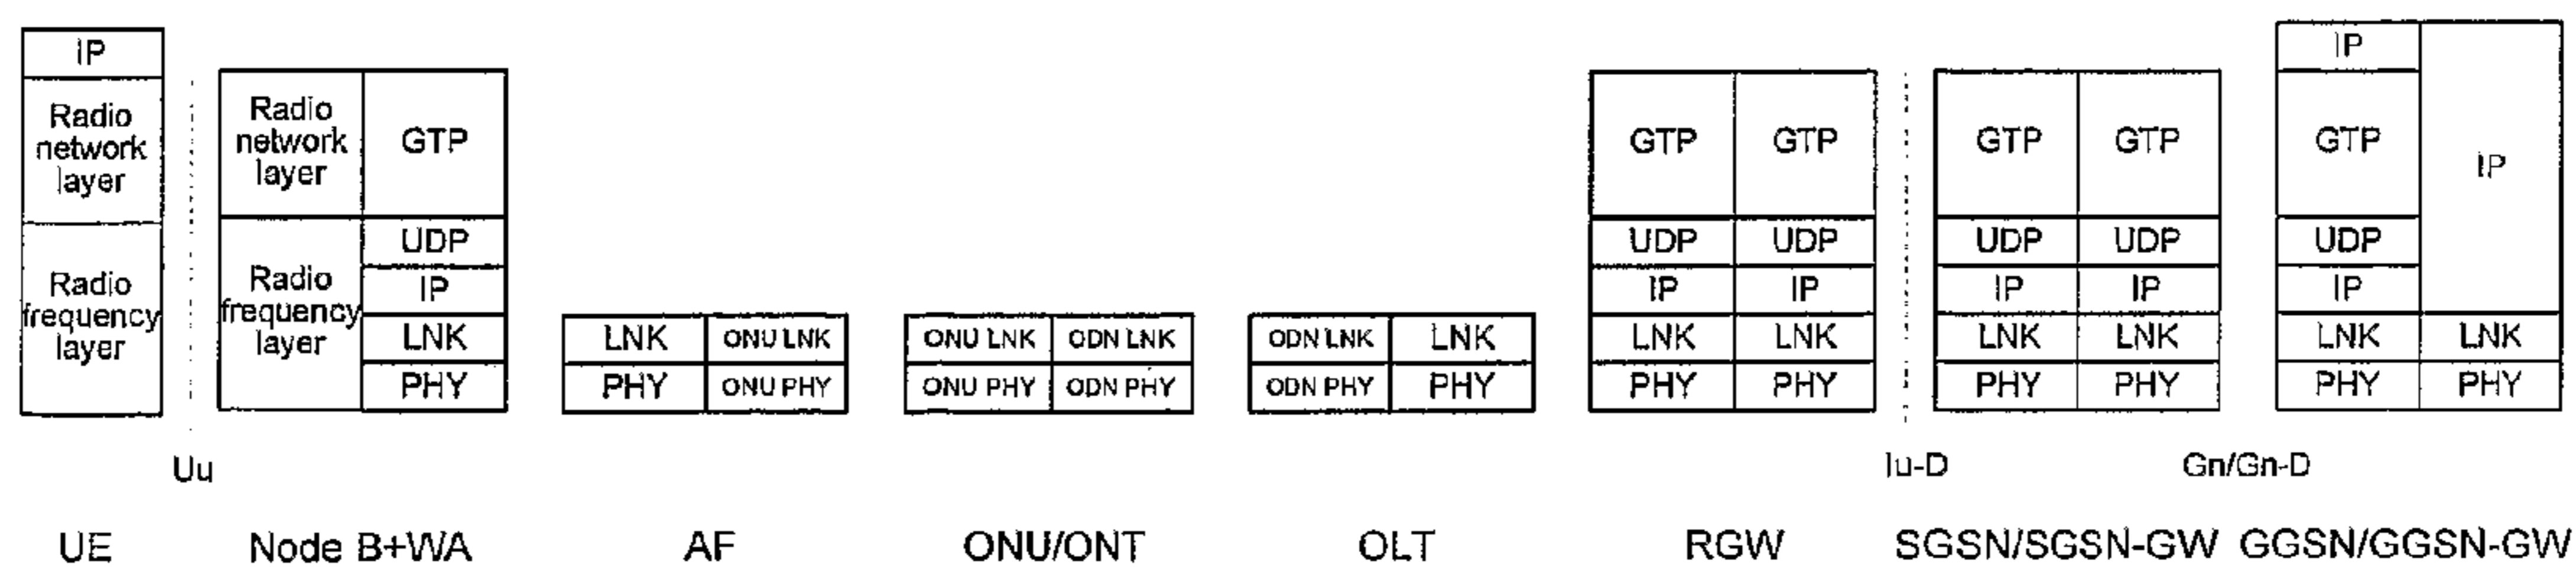 IP
Radio
network
layer
Radio
frequency
layer
Uu
UE
Radio
network
layer
GTP
Radio
frequency
layer
UDP
IP
LNK
PHY
Node B+WA
LNK
ONU LNK
PHY
ONU PHY
AF
ONU LNK
ODN LNK
ONU PHY
ODN PHY
ONU/ONT
ODN LNK
LNK
ODN PHY
PHY
OLT
GTP
GTP
UDP
UDP
IP
IP
LNK
LNK
PHY
PHY
RGW
Iu-D
GTP
GTP
UDP
UDP
IP
IP
LNK
LNK
PHY
PHY
SGSN/SGSN-GW
Gn/Gn-D
IP
GTP
IP
UDP
IP
LNK
LNK
PHY
PHY
GGSN/GGSN-GW